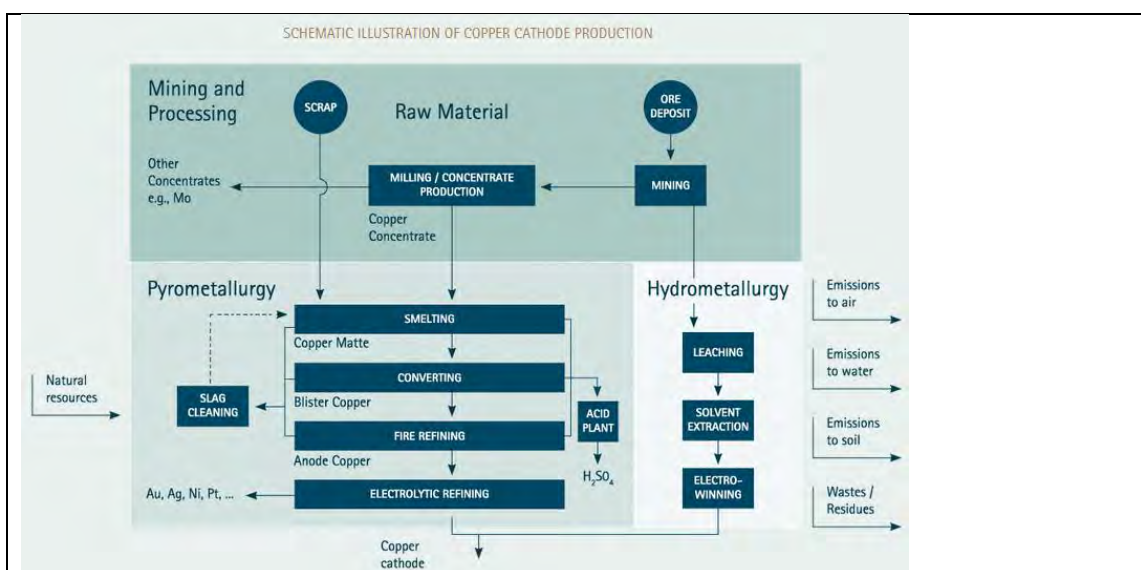 SCHEMATIC ILLUSTRATION OF COPPER CATHODE PRODUCTION
Mining and
Processing
SCRAP
Raw Material
ORE
DEPOSIT
Other
Concentrates
e.g., Mo
MILLING / CONCENTRATE
PRODUCTION
MINING
Copper
Concentrate
Pyrometallurgy
Hydrometallurgy
SMELTING
Copper Matte
CONVERTING
Blister Copper
FIRE REFINING
Anode Copper
ELECTROLYTIC REFINING
SLAG
CLEANING
ACID
PLANT
H₂SO₄
LEACHING
SOLVENT
EXTRACTION
ELECTRO-
WINNING
Natural
resources
Au, Ag, Ni, Pt, ...
Copper
cathode
Emissions
to air
Emissions
to water
Emissions
to soil
Wastes /
Residues